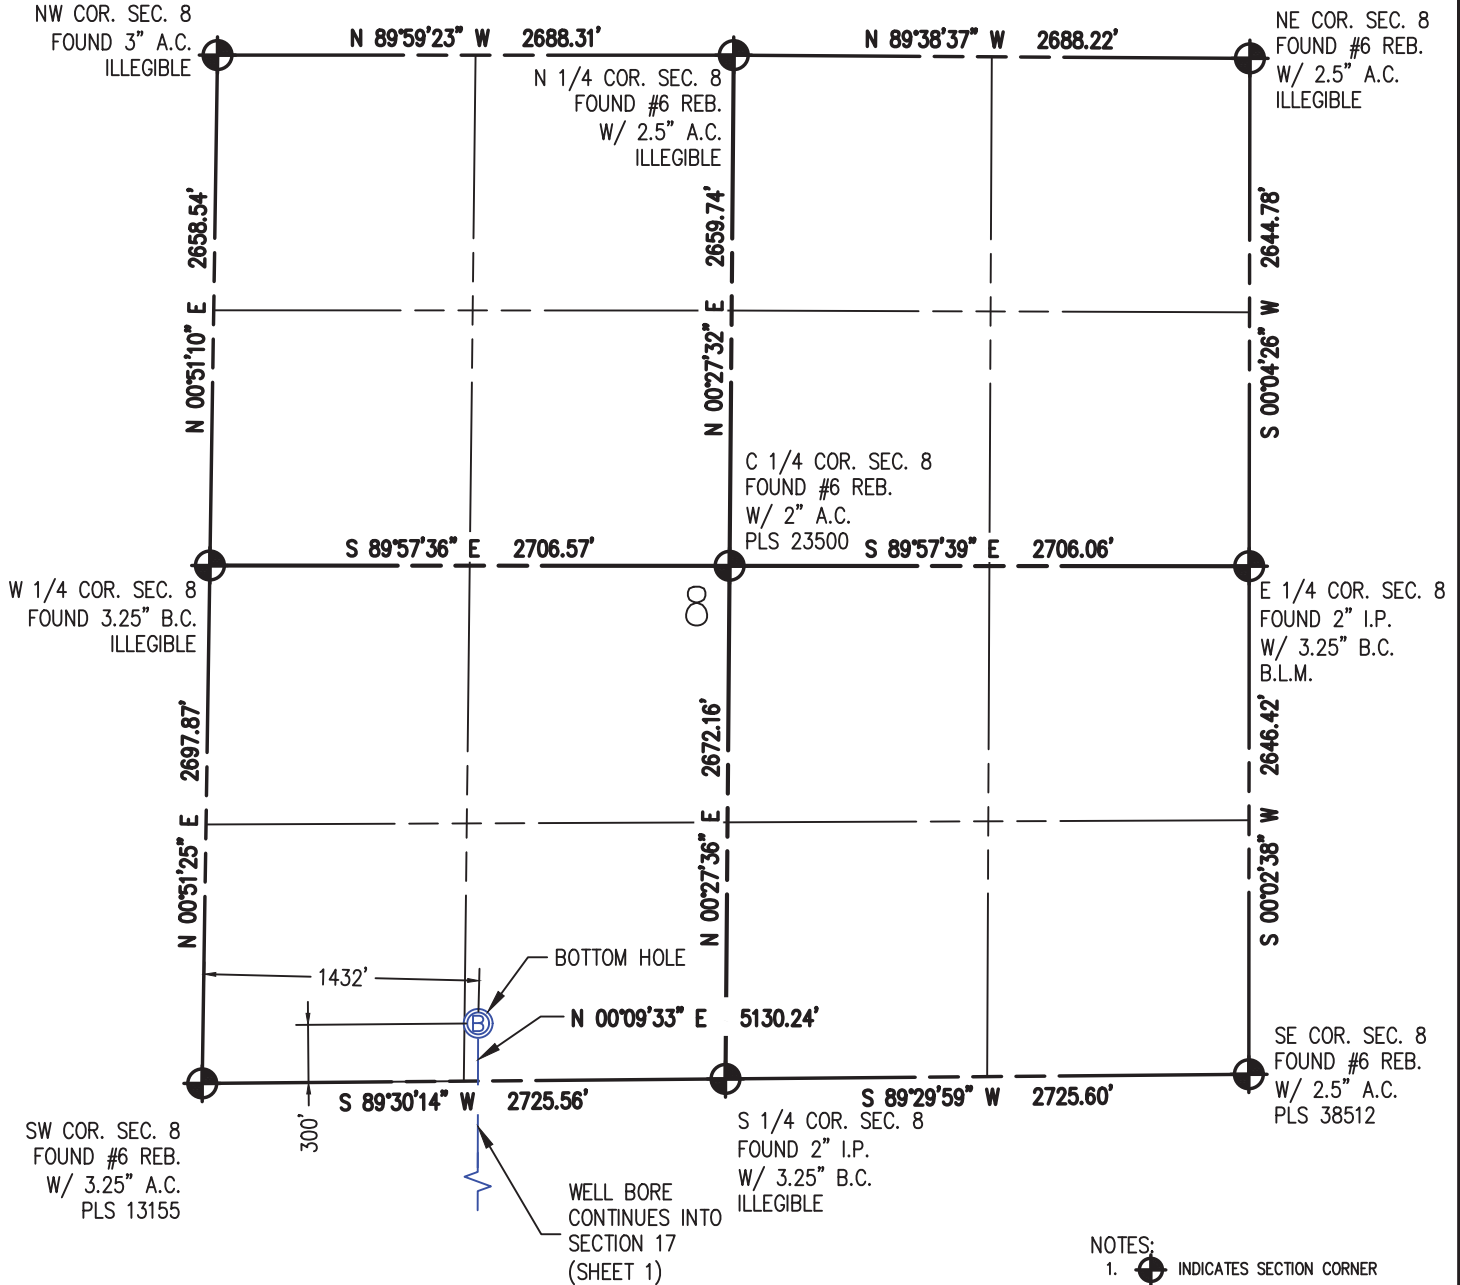 NW COR. SEC. 8
FOUND 3" A.C.
ILLEGIBLE
N 89°59'23" W 2688.31'
N 1/4 COR. SEC. 8
FOUND #6 REB.
W/ 2.5" A.C.
ILLEGIBLE
N 89°38'37" W 2688.22'
NE COR. SEC. 8
FOUND #6 REB.
W/ 2.5" A.C.
ILLEGIBLE
N 00°51'10" E 2658.54'
N 00°27'32" E 2659.74'
S 00°04'26" W 2644.78'
C 1/4 COR. SEC. 8
FOUND #6 REB.
W/ 2" A.C.
PLS 23500
S 89°57'36" E 2706.57'
S 89°57'39" E 2706.06'
W 1/4 COR. SEC. 8
FOUND 3.25" B.C.
ILLEGIBLE
8
E 1/4 COR. SEC. 8
FOUND 2" I.P.
W/ 3.25" B.C.
B.L.M.
N 00°51'25" E 2697.87'
N 00°27'36" E 2672.16'
S 00°02'38" W 2646.42'
1432'
BOTTOM HOLE
B
N 00°09'33" E 5130.24'
300'
S 89°30'14" W 2725.56'
S 89°29'59" W 2725.60'
SW COR. SEC. 8
FOUND #6 REB.
W/ 3.25" A.C.
PLS 13155
S 1/4 COR. SEC. 8
FOUND 2" I.P.
W/ 3.25" B.C.
ILLEGIBLE
SE COR. SEC. 8
FOUND #6 REB.
W/ 2.5" A.C.
PLS 38512
WELL BORE
CONTINUES INTO
SECTION 17
(SHEET 1)
NOTES:
1. INDICATES SECTION CORNER